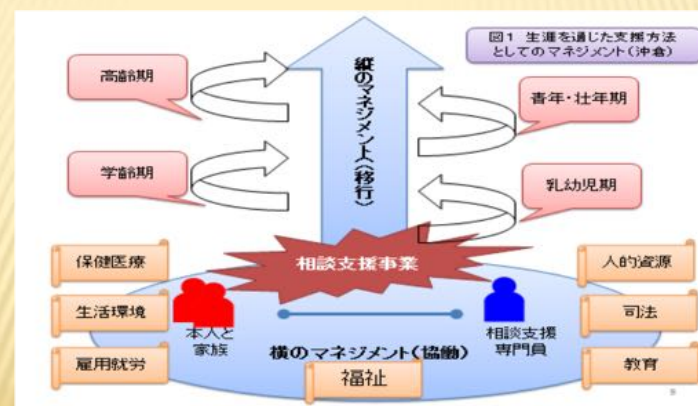 図1 生涯を通じた支援方法
としてのマネジメント(沖倉)
高齢期
縦のマネジメント(移行)
青年・壮年期
学齢期
乳幼児期
相談支援事業
保健医療
人的資源
生活環境
本人と
家族
相談支援
専門員
司法
雇用就労
横のマネジメント(協働)
福祉
教育
9